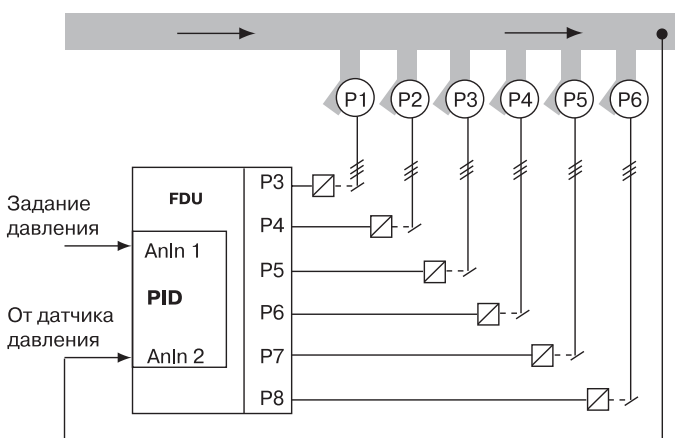 P1 P2 P3 P4 P5 P6
P3
FDU
Задание
давления
P4
AnIn 1
P5
PID
P6
От датчика
давления
P7
AnIn 2
P8